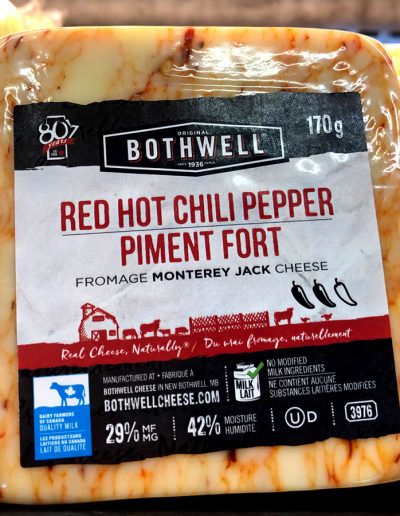 80
years
ORIGINAL
BOTHWELL®
SINCE 1936 DEPUIS
170g
RED HOT CHILI PEPPER
PIMENT FORT
FROMAGE MONTEREY JACK CHEESE
Real Cheese, Naturally® / Du vrai fromage, naturellement
DAIRY FARMERS
OF CANADA
QUALITY MILK
LES PRODUCTEURS
LAITIERS DU CANADA
LAIT DE QUALITÉ
MANUFACTURED AT • FABRIQUÉ À
BOTHWELL CHEESE IN NEW BOTHWELL, MB
BOTHWELLCHEESE.COM
29% MF
MG
42% MOISTURE
HUMIDITÉ
MILK
LAIT
NO MODIFIED
MILK INGREDIENTS
NE CONTIENT AUCUNE
SUBSTANCES LAITIÈRES MODIFIÉES
U D
3976